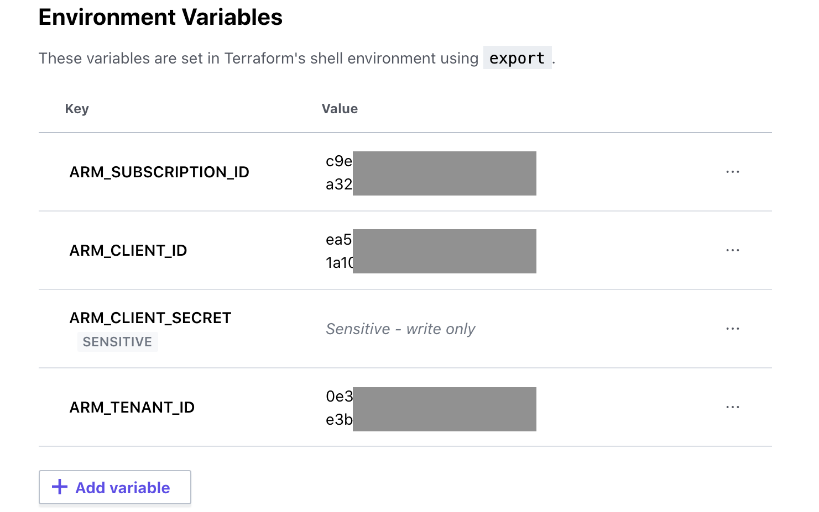 Environment Variables
These variables are set in Terraform's shell environment using export.
Key Value
ARM_SUBSCRIPTION_ID
c9e
a32
...
ARM_CLIENT_ID
ea5
1a10
...
ARM_CLIENT_SECRET
SENSITIVE
Sensitive - write only
...
ARM_TENANT_ID
0e3
e3b
...
+ Add variable